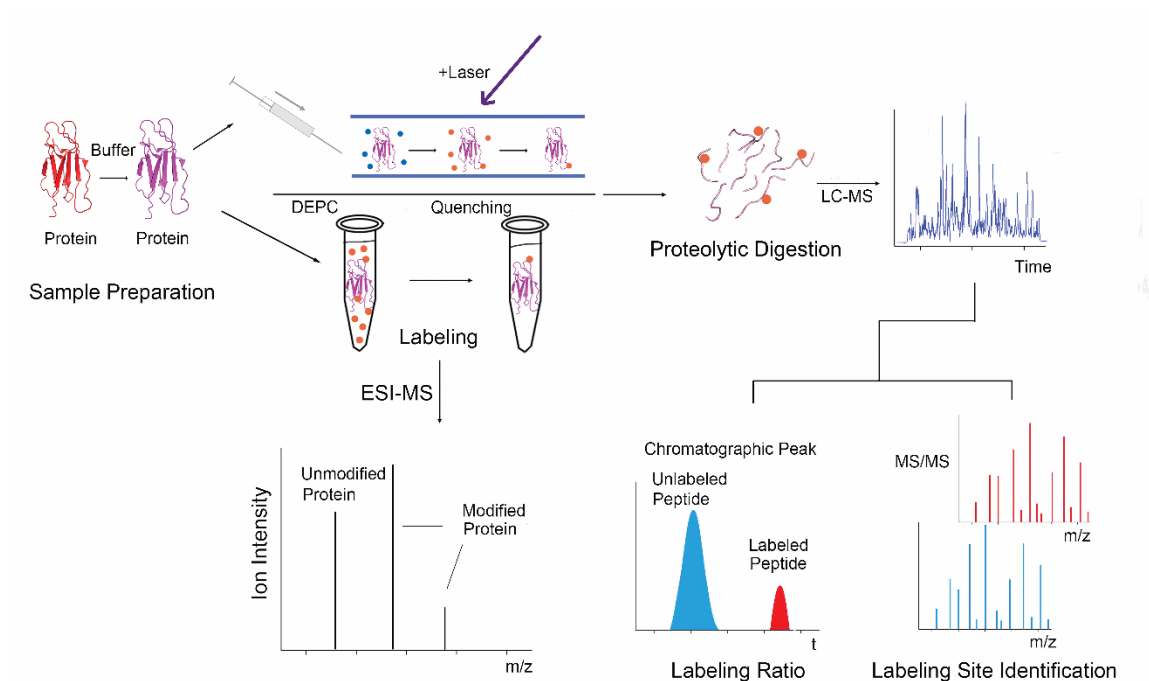 +Laser
Buffer
Protein
Protein
Sample Preparation
DEPC
Quenching
Labeling
Proteolytic Digestion
LC-MS
Time
ESI-MS
Ion Intensity
Unmodified
Protein
Modified
Protein
m/z
Chromatographic Peak
Unlabeled
Peptide
Labeled
Peptide
t
Labeling Ratio
MS/MS
m/z
m/z
Labeling Site Identification